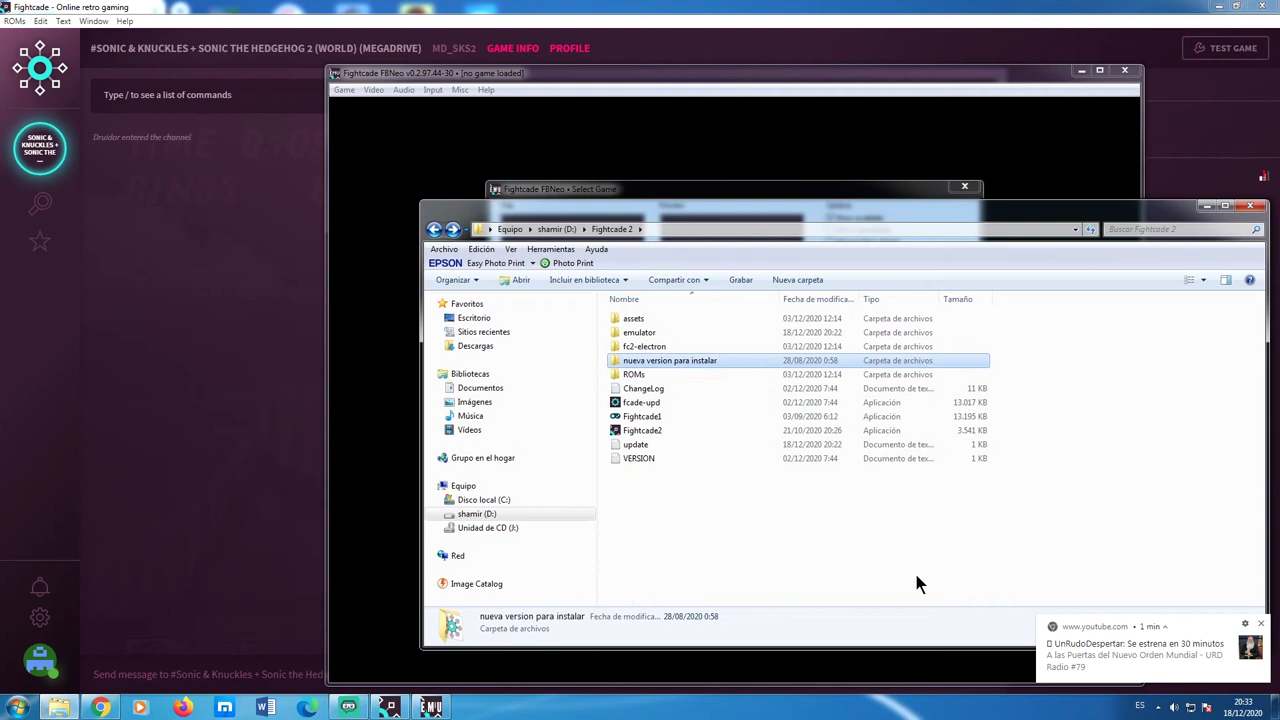 Fightcade - Online retro gaming
ROMs Edit Text Window Help
#SONIC & KNUCKLES + SONIC THE HEDGEHOG 2 (WORLD) (MEGADRIVE) MD_SKS2 GAME INFO PROFILE
TEST GAME
Type / to see a list of commands
Druidar entered the channel
SONIC &
KNUCKLES +
SONIC THE
...
Send message to #Sonic & Knuckles + Sonic the Hed
Fightcade FBNeo v0.2.97.44-30 • [no game loaded]
Game Video Audio Input Misc Help
Fightcade FBNeo • Select Game
Equipo shamir (D:) Fightcade 2
Buscar Fightcade 2
Archivo Edición Ver Herramientas Ayuda
EPSON Easy Photo Print Photo Print
Organizar Abrir Incluir en biblioteca Compartir con Grabar Nueva carpeta
Favoritos
Escritorio
Sitios recientes
Descargas
Bibliotecas
Documentos
Imágenes
Música
Vídeos
Grupo en el hogar
Equipo
Disco local (C:)
shamir (D:)
Unidad de CD (J:)
Red
Image Catalog
Nombre Fecha de modifica... Tipo Tamaño
assets 03/12/2020 12:14 Carpeta de archivos
emulator 18/12/2020 20:22 Carpeta de archivos
fc2-electron 03/12/2020 12:14 Carpeta de archivos
nueva version para instalar 28/08/2020 0:58 Carpeta de archivos
ROMs 03/12/2020 12:14 Carpeta de archivos
ChangeLog 02/12/2020 7:44 Documento de tex... 11 KB
fcade-upd 02/12/2020 7:44 Aplicación 13.017 KB
Fightcade1 03/09/2020 6:12 Aplicación 13.195 KB
Fightcade2 21/10/2020 20:26 Aplicación 3.541 KB
update 18/12/2020 20:22 Documento de tex... 1 KB
VERSION 02/12/2020 7:44 Documento de tex... 1 KB
nueva version para instalar Fecha de modifica... 28/08/2020 0:58
Carpeta de archivos
www.youtube.com • 1 min
UnRudoDespertar: Se estrena en 30 minutos
A las Puertas del Nuevo Orden Mundial - URD
Radio #79
ES
20:33
18/12/2020